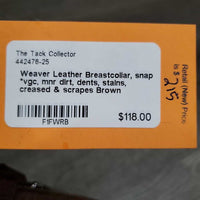 The Tack Collector
442478-25
Weaver Leather Breastcollar, snap
*vgc, mnr dirt, dents, stains,
creased & scrapes Brown
F1FWRB
$118.00
Retail (New) Price
is $ 215